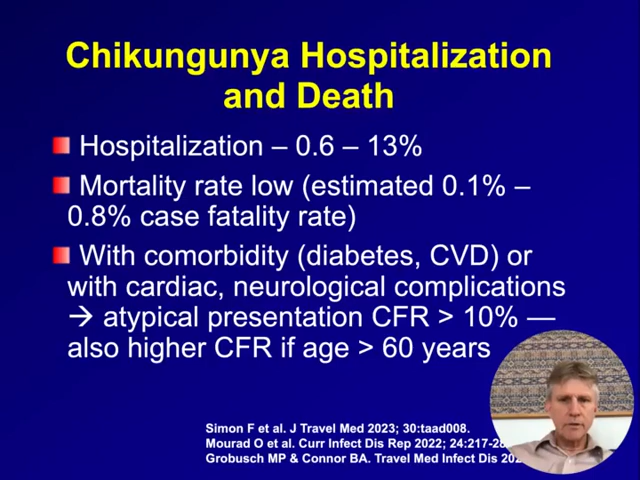 Chikungunya Hospitalization
and Death
Hospitalization – 0.6 – 13%
Mortality rate low (estimated 0.1% –
0.8% case fatality rate)
With comorbidity (diabetes, CVD) or
with cardiac, neurological complications
→ atypical presentation CFR > 10% —
also higher CFR if age > 60 years
Simon F et al. J Travel Med 2023; 30:taad008.
Mourad O et al. Curr Infect Dis Rep 2022;
Grobusch MP & Connor BA. Travel Med Infect Dis